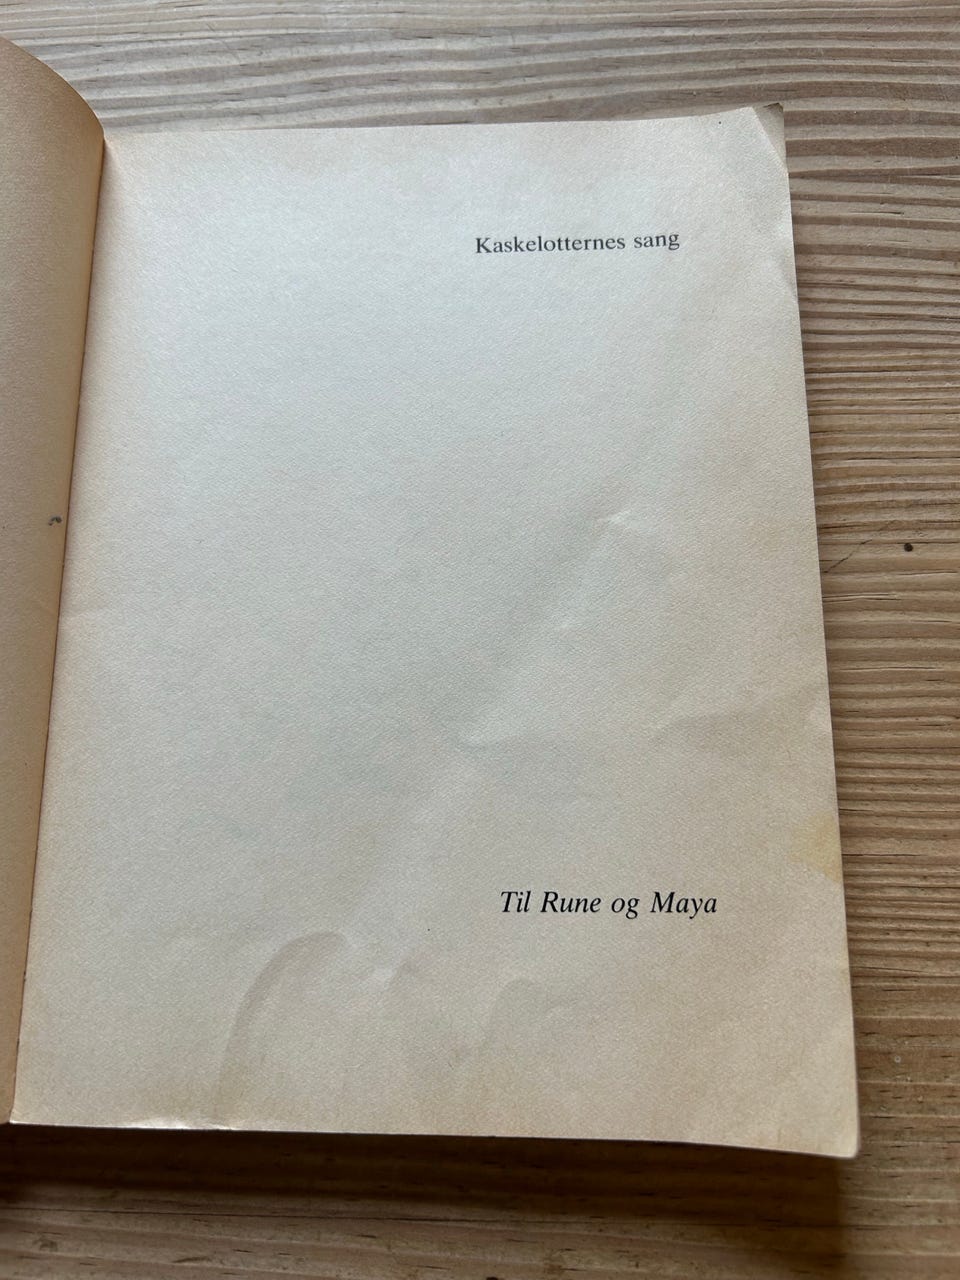 Kaskelotternes sang
Til Rune og Maya